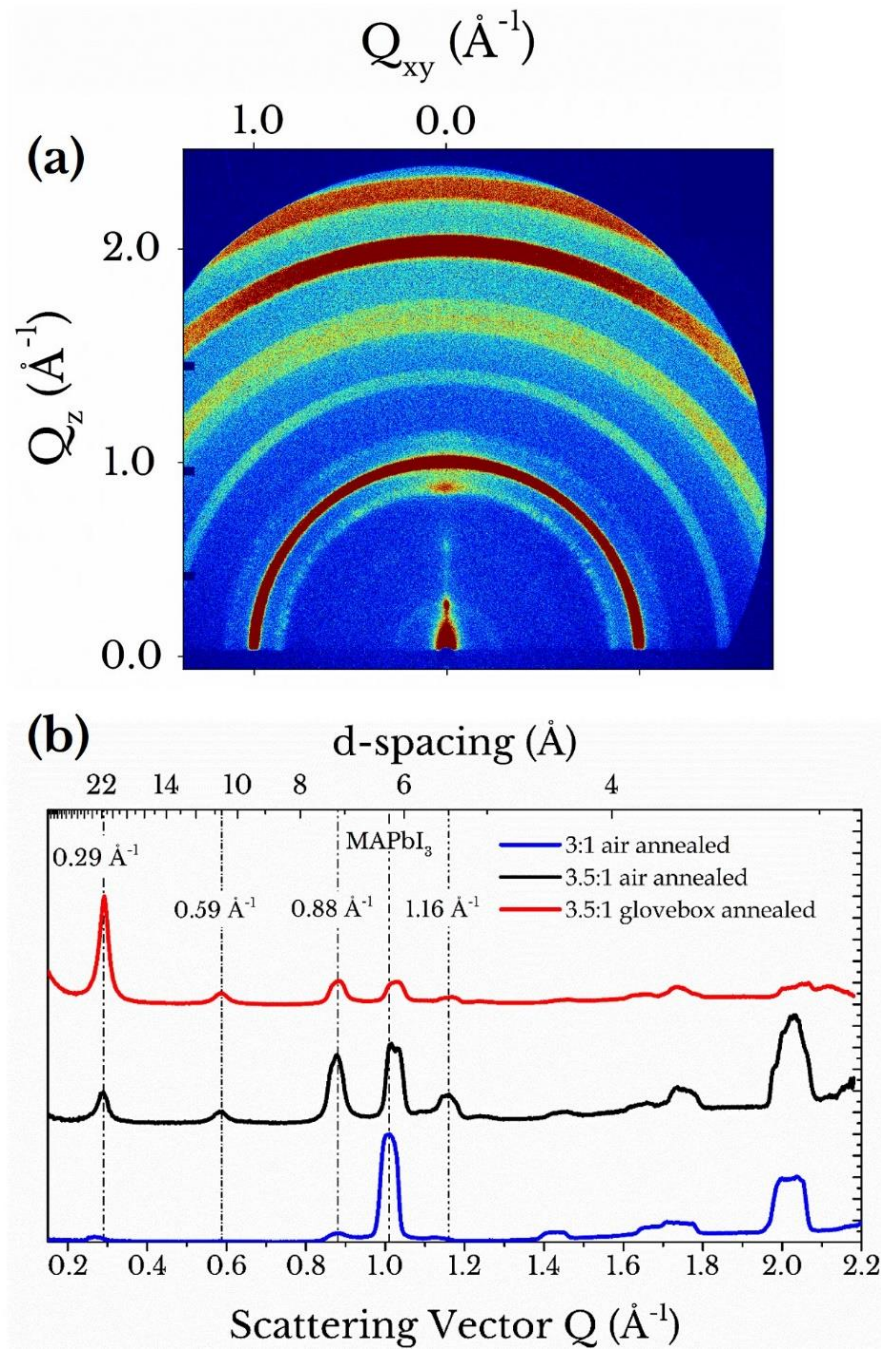 Q_xy (Å⁻¹)
1.0 0.0
(a)
2.0
1.0
0.0
Q_z (Å⁻¹)
(b)
d-spacing (Å)
22 14 10 8 6 4
MAPbI₃
0.29 Å⁻¹
0.59 Å⁻¹ 0.88 Å⁻¹ 1.16 Å⁻¹
3:1 air annealed
3.5:1 air annealed
3.5:1 glovebox annealed
0.2 0.4 0.6 0.8 1.0 1.2 1.4 1.6 1.8 2.0 2.2
Scattering Vector Q (Å⁻¹)